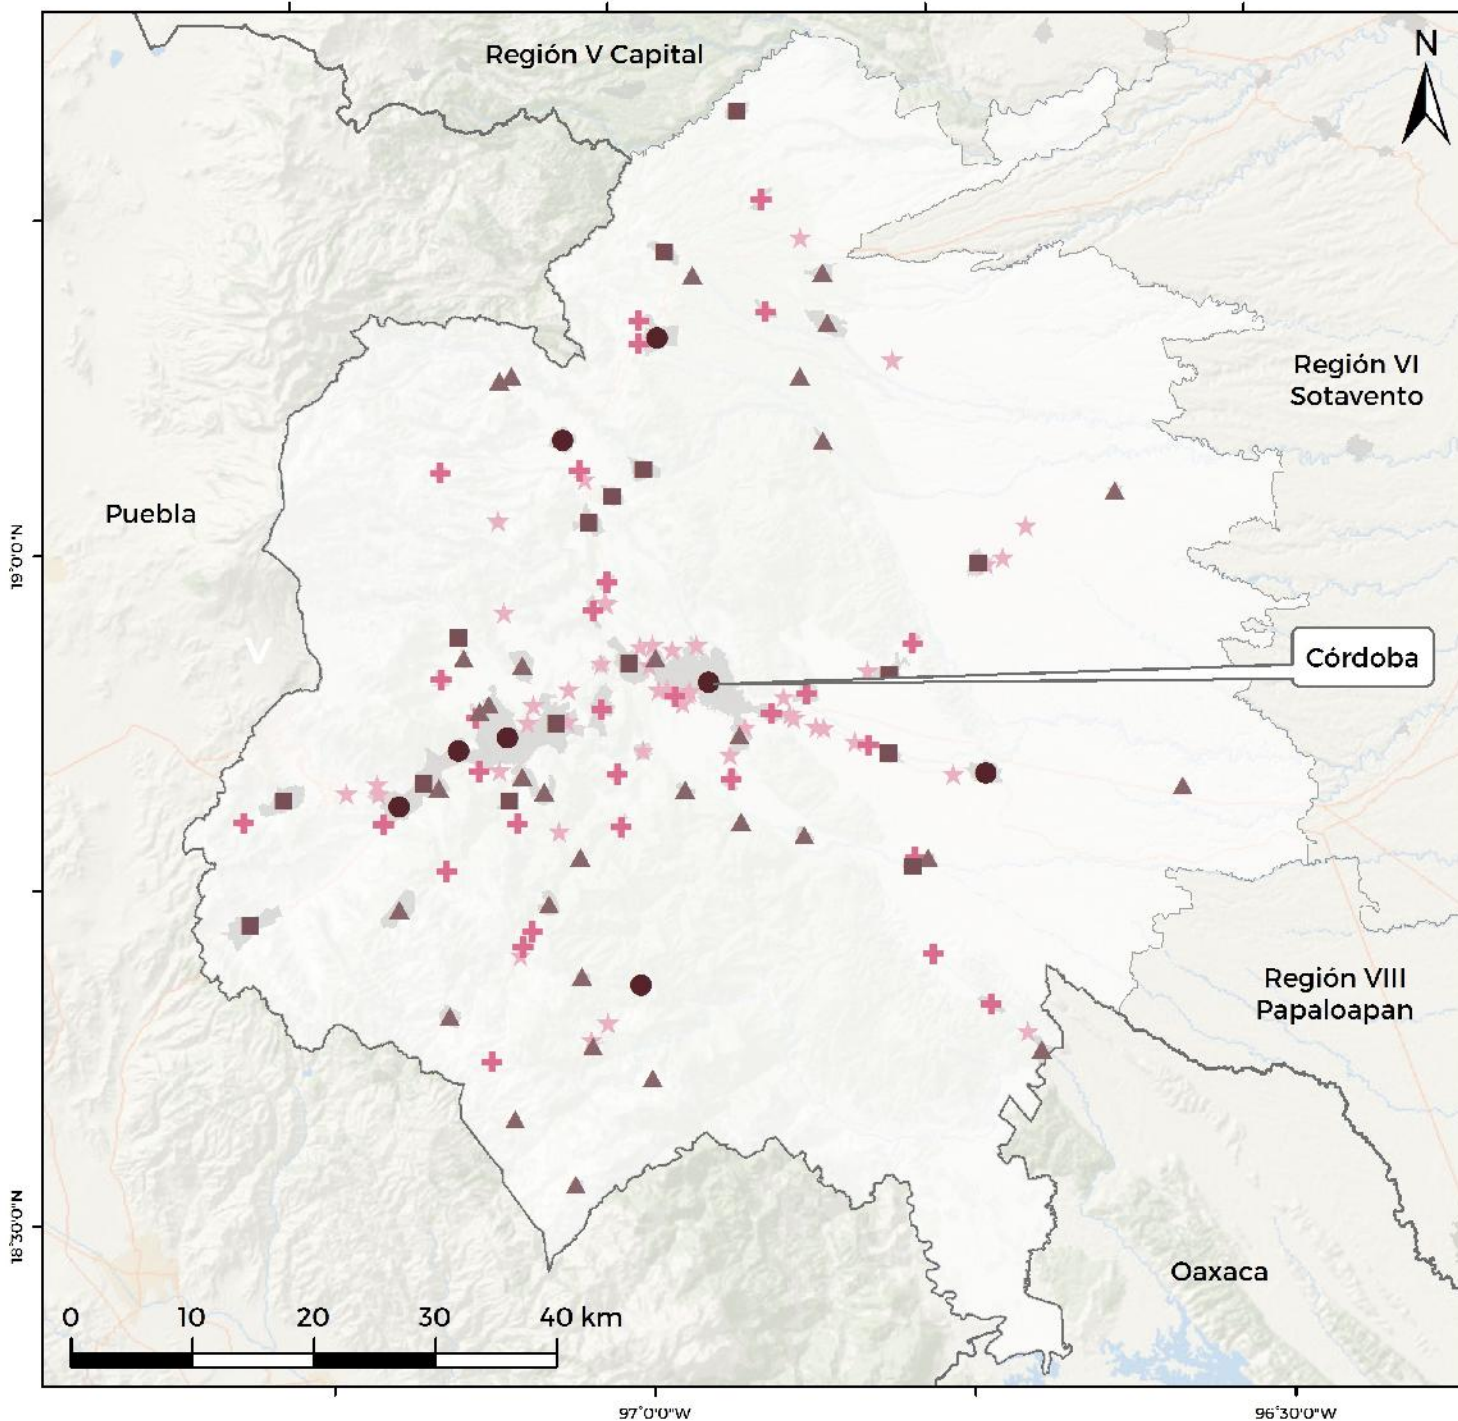 Región V Capital
N
Región VI
Sotavento
Puebla
19°0'0"N
V
Córdoba
Región VIII
Papaloapan
18°30'0"N
Oaxaca
0 10 20 30 40 km
97°0'0"W 96°30'0"W